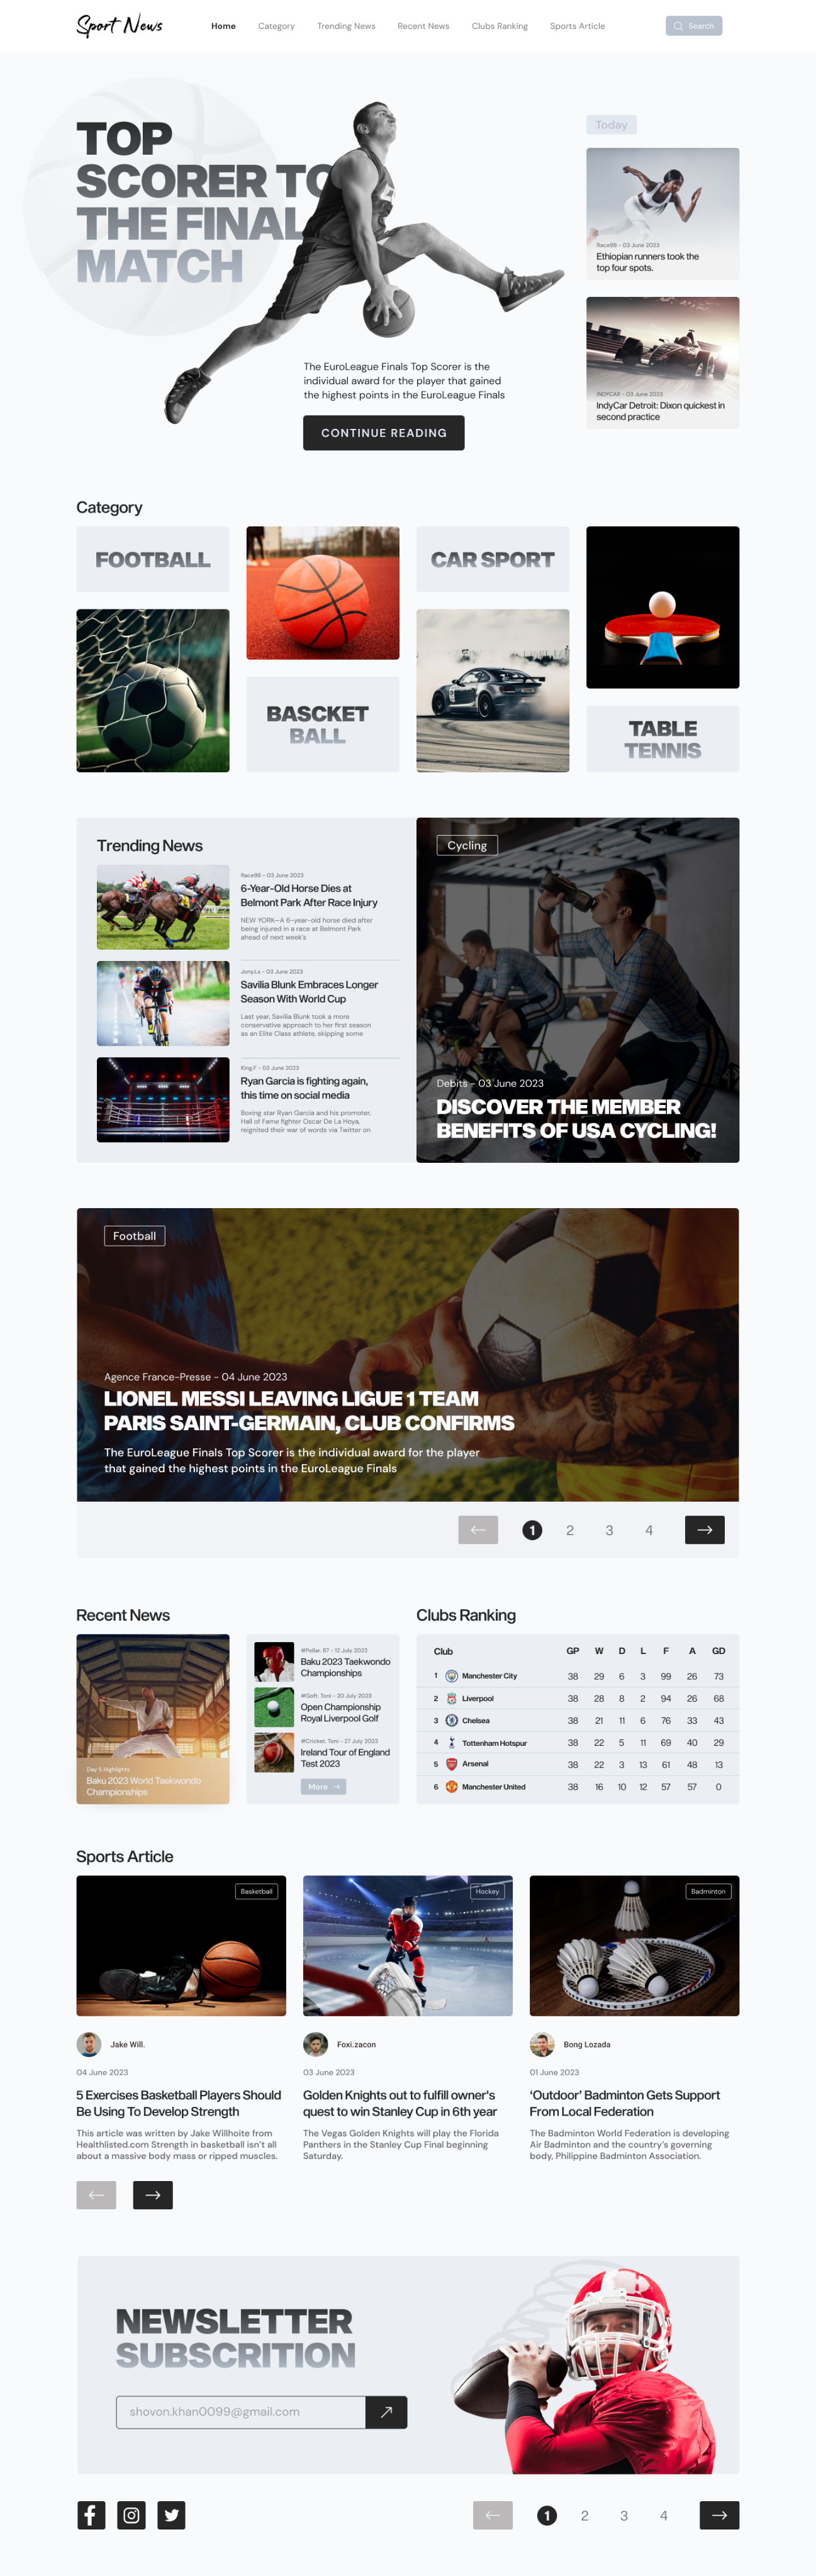 Sport News
Home
Category
Trending News
Recent News
Clubs Ranking
Sports Article
Search
TOP
SCORER TO
THE FINAL
MATCH
The EuroLeague Finals Top Scorer is the
individual award for the player that gained
the highest points in the EuroLeague Finals
CONTINUE READING
Today
Race98 - 03 June 2023
Ethiopian runners took the
top four spots.
INDYCAR - 03 June 2023
IndyCar Detroit: Dixon quickest in
second practice
Category
FOOTBALL
BASCKET
BALL
CAR SPORT
TABLE
TENNIS
Trending News
Race98 - 03 June 2023
6-Year-Old Horse Dies at
Belmont Park After Race Injury
NEW YORK—A 6-year-old horse died after
being injured in a race at Belmont Park
ahead of next week's
Jony.Ls - 03 June 2023
Savilia Blunk Embraces Longer
Season With World Cup
Last year, Savilia Blunk took a more
conservative approach to her first season
as an Elite Class athlete, skipping some
King.F - 03 June 2023
Ryan Garcia is fighting again,
this time on social media
Boxing star Ryan Garcia and his promoter,
Hall of Fame fighter Oscar De La Hoya,
reignited their war of words via Twitter on
Cycling
Debits - 03 June 2023
DISCOVER THE MEMBER
BENEFITS OF USA CYCLING!
Football
Agence France-Presse - 04 June 2023
LIONEL MESSI LEAVING LIGUE 1 TEAM
PARIS SAINT-GERMAIN, CLUB CONFIRMS
The EuroLeague Finals Top Scorer is the individual award for the player
that gained the highest points in the EuroLeague Finals
1 2 3 4
Recent News
Day 5 Highlights
Baku 2023 World Taekwondo
Championships
#Pollar. 87 - 12 July 2023
Baku 2023 Taekwondo
Championships
#Goft. Toni - 20 July 2023
Open Championship
Royal Liverpool Golf
#Cricket. Toni - 27 July 2023
Ireland Tour of England
Test 2023
More
Clubs Ranking
Club GP W D L F A GD
1 Manchester City 38 29 6 3 99 26 73
2 Liverpool 38 28 8 2 94 26 68
3 Chelsea 38 21 11 6 76 33 43
4 Tottenham Hotspur 38 22 5 11 69 40 29
5 Arsenal 38 22 3 13 61 48 13
6 Manchester United 38 16 10 12 57 57 0
Sports Article
Basketball
Jake Will.
04 June 2023
5 Exercises Basketball Players Should
Be Using To Develop Strength
This article was written by Jake Willhoite from
Healthlisted.com Strength in basketball isn't all
about a massive body mass or ripped muscles.
Hockey
Foxi.zacon
03 June 2023
Golden Knights out to fulfill owner's
quest to win Stanley Cup in 6th year
The Vegas Golden Knights will play the Florida
Panthers in the Stanley Cup Final beginning
Saturday.
Badminton
Bong Lozada
01 June 2023
'Outdoor' Badminton Gets Support
From Local Federation
The Badminton World Federation is developing
Air Badminton and the country's governing
body, Philippine Badminton Association.
NEWSLETTER
SUBSCRITION
shovon.khan0099@gmail.com
1 2 3 4